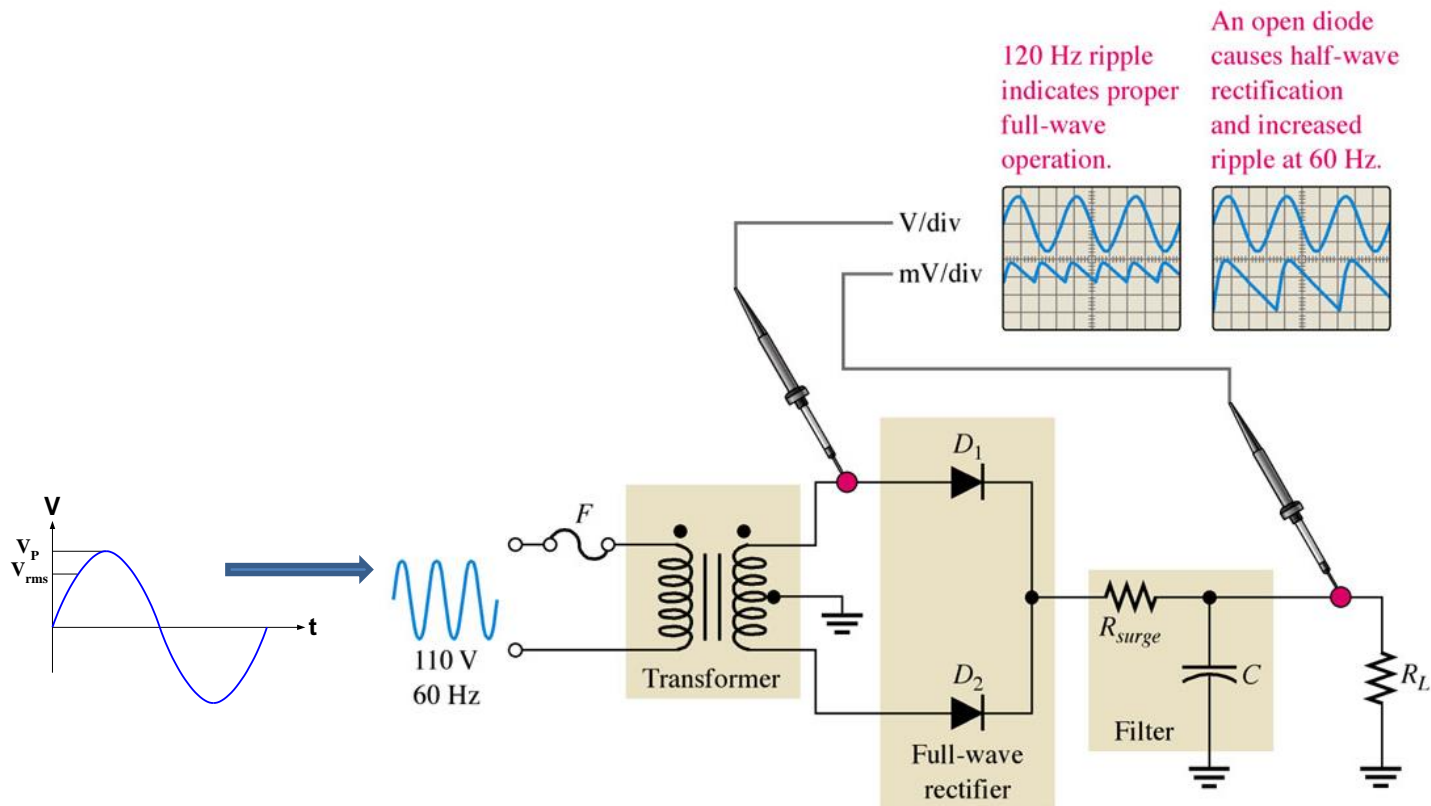 An open diode
causes half-wave
rectification
and increased
ripple at 60 Hz.
120 Hz ripple
indicates proper
full-wave
operation.
V/div
mV/div
D1
V
VP
Vrms
t
F
110 V
60 Hz
Transformer
D2
Full-wave
rectifier
Rsurge
C
Filter
RL